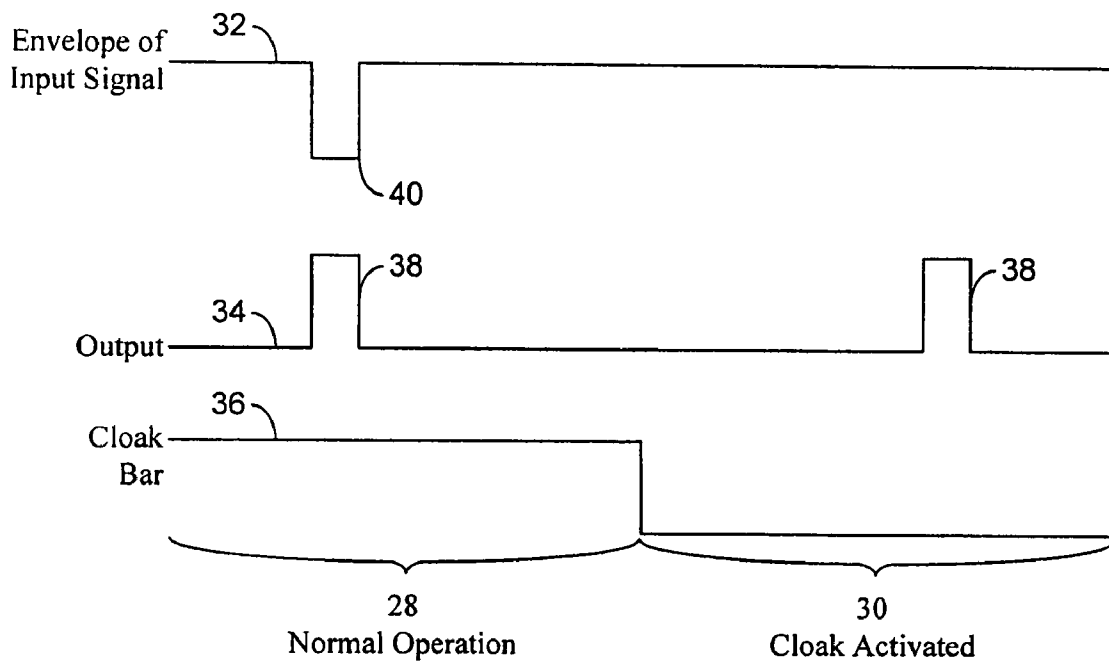 32
Envelope of
Input Signal
40
38
38
34
Output
36
Cloak
Bar
28
30
Normal Operation
Cloak Activated